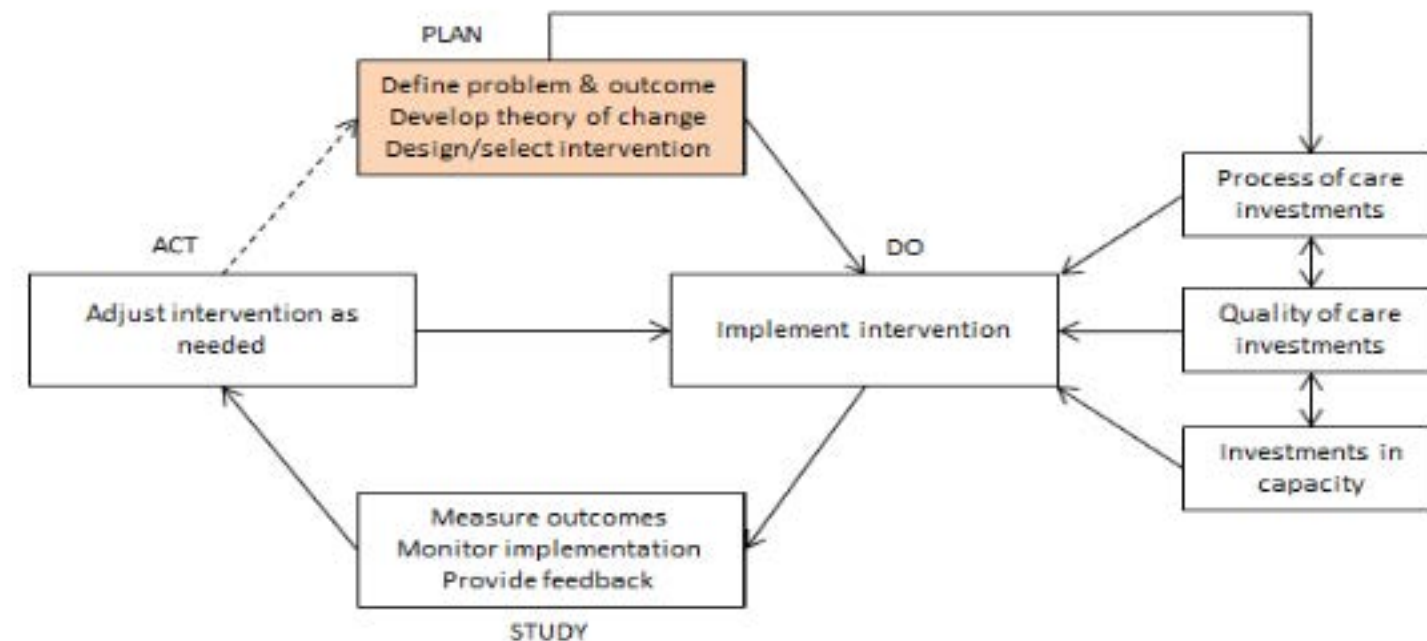 PLAN
Define problem & outcome
Develop theory of change
Design/select intervention
Process of care
investments
ACT
DO
Adjust intervention as
needed
Implement intervention
Quality of care
investments
Investments in
capacity
Measure outcomes
Monitor implementation
Provide feedback
STUDY